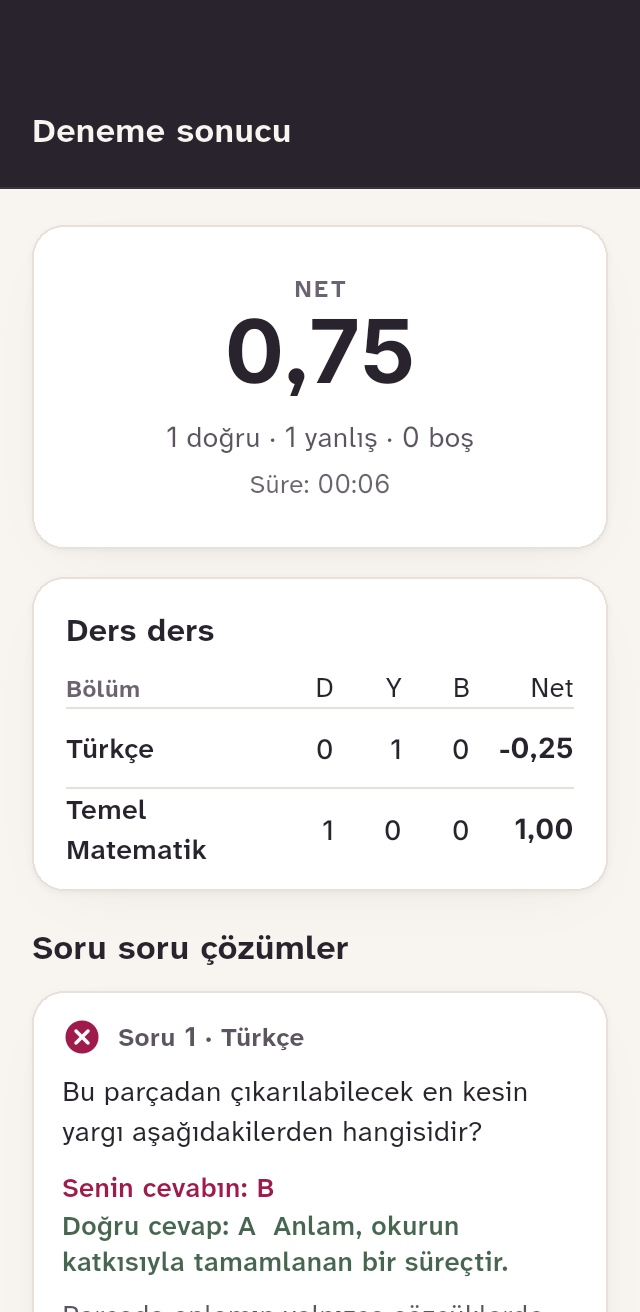 Deneme sonucu
NET
0,75
1 doğru · 1 yanlış · 0 boş
Süre: 00:06
Ders ders
Bölüm D Y B Net
Türkçe 0 1 0 -0,25
Temel Matematik 1 0 0 1,00
Soru soru çözümler
Soru 1 · Türkçe
Bu parçadan çıkarılabilecek en kesin
yargı aşağıdakilerden hangisidir?
Senin cevabın: B
Doğru cevap: A Anlam, okurun
katkısıyla tamamlanan bir süreçtir.